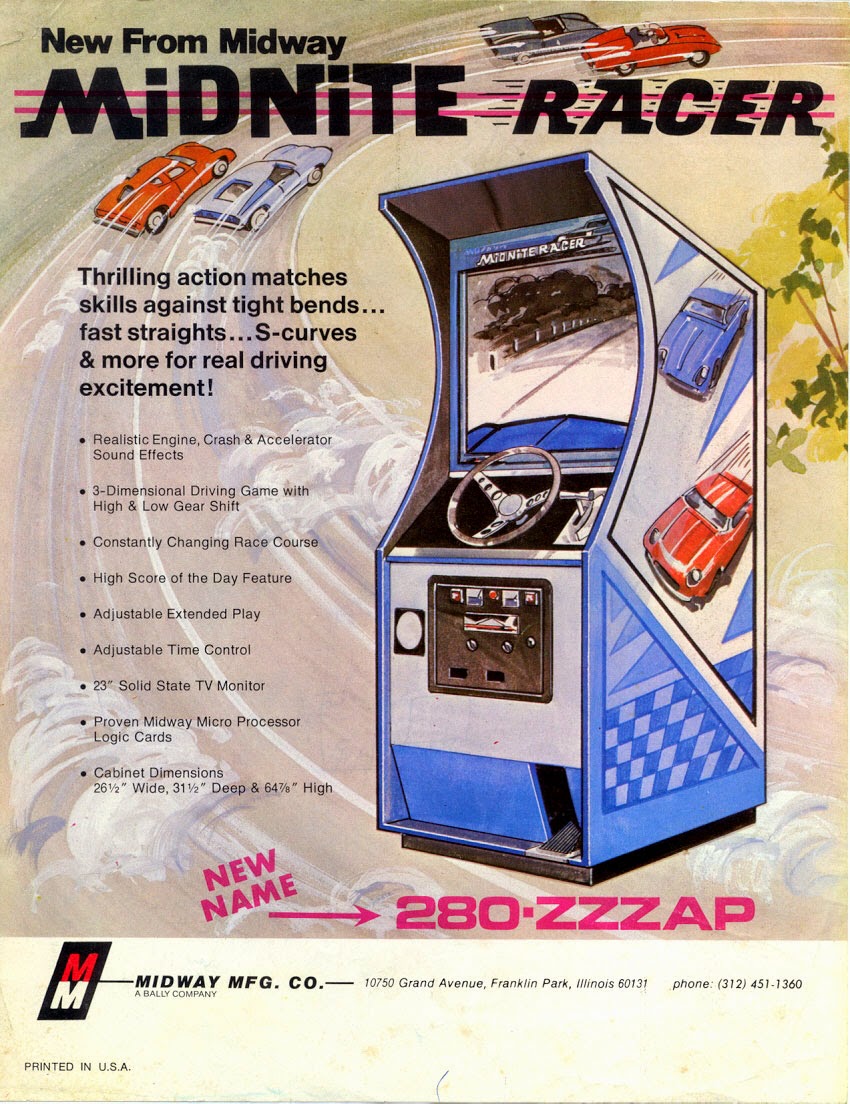 New From Midway
MiDNiTE RACER
MIDNITE RACER
Thrilling action matches
skills against tight bends...
fast straights...S-curves
& more for real driving
excitement!
• Realistic Engine, Crash & Accelerator
Sound Effects
• 3-Dimensional Driving Game with
High & Low Gear Shift
• Constantly Changing Race Course
• High Score of the Day Feature
• Adjustable Extended Play
• Adjustable Time Control
• 23″ Solid State TV Monitor
• Proven Midway Micro Processor
Logic Cards
• Cabinet Dimensions
26½″ Wide, 31½″ Deep & 64⅞″ High
NEW
NAME
280·ZZZAP
MM
MIDWAY MFG. CO.
A BALLY COMPANY
10750 Grand Avenue, Franklin Park, Illinois 60131 phone: (312) 451-1360
PRINTED IN U.S.A.